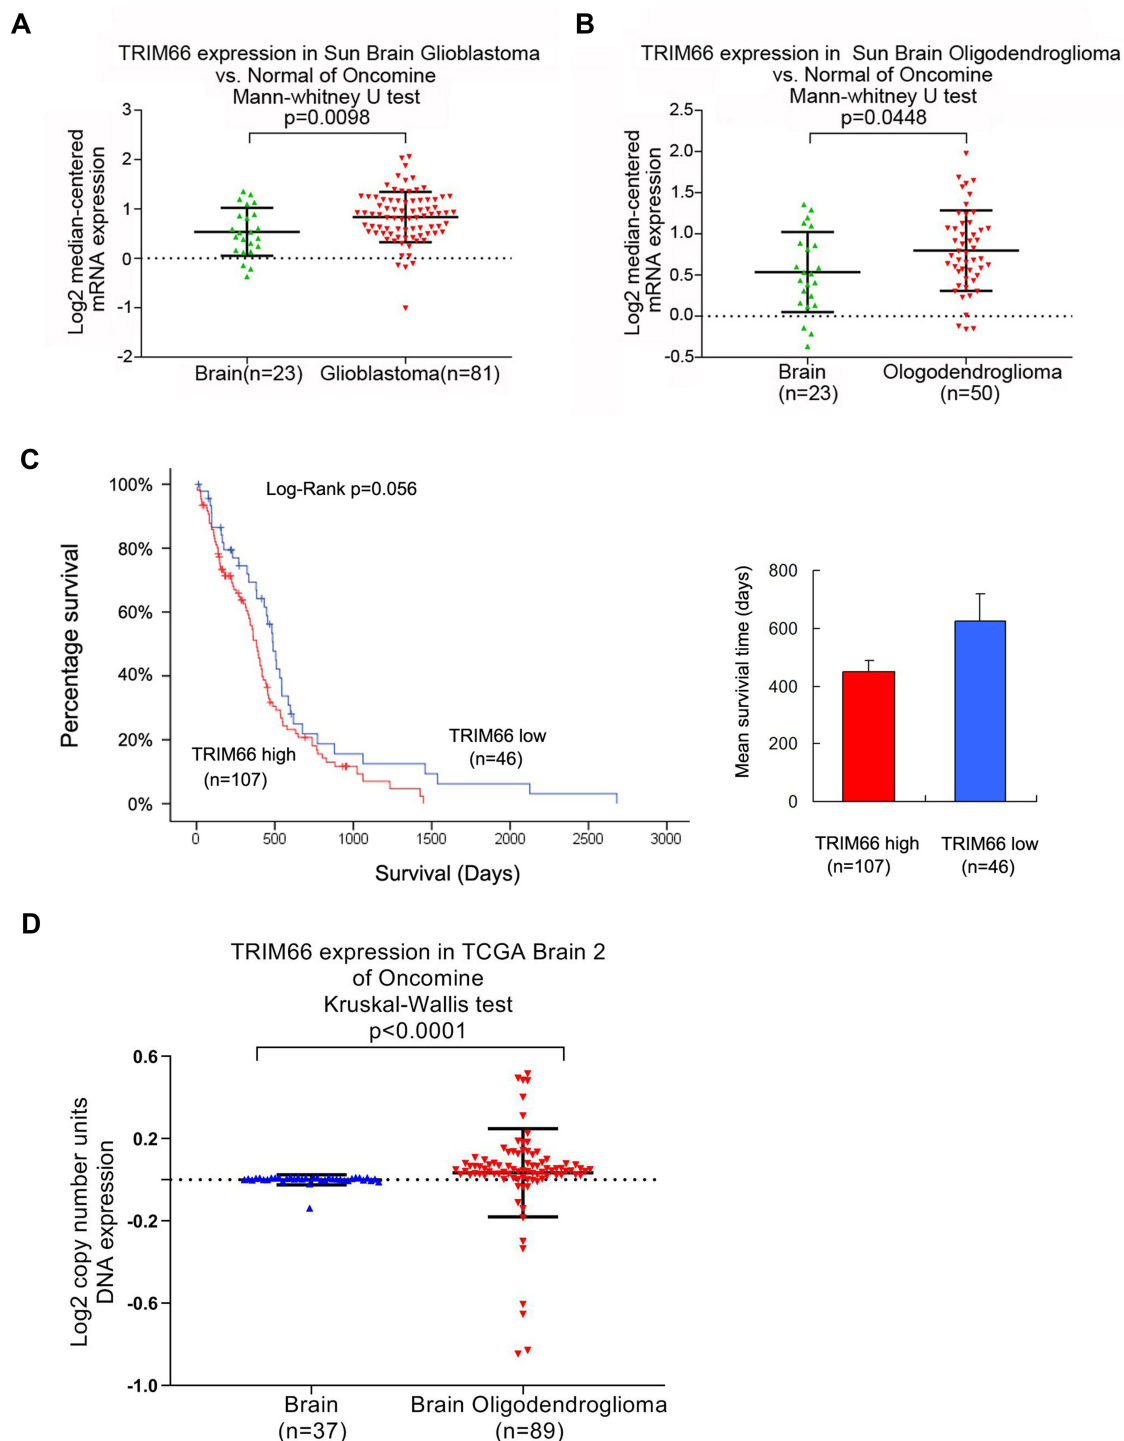 A
TRIM66 expression in Sun Brain Glioblastoma
vs. Normal of Oncomine
Mann-whitney U test
p=0.0098
Log2 median-centered
mRNA expression
3
2
1
0
-1
-2
Brain(n=23)
Glioblastoma(n=81)
B
TRIM66 expression in Sun Brain Oligodendroglioma
vs. Normal of Oncomine
Mann-whitney U test
p=0.0448
Log2 median-centered
mRNA expression
2.5
2.0
1.5
1.0
0.5
0.0
-0.5
Brain
(n=23)
Ologodendroglioma
(n=50)
C
Percentage survival
100%
80%
60%
40%
20%
0%
Log-Rank p=0.056
TRIM66 high
(n=107)
TRIM66 low
(n=46)
0
500
1000
1500
2000
2500
3000
Survival (Days)
Mean survivial time (days)
800
600
400
200
0
TRIM66 high
(n=107)
TRIM66 low
(n=46)
D
TRIM66 expression in TCGA Brain 2
of Oncomine
Kruskal-Wallis test
p<0.0001
Log2 copy number units
DNA expression
0.6
0.2
-0.2
-0.6
-1.0
Brain
(n=37)
Brain Oligodendroglioma
(n=89)